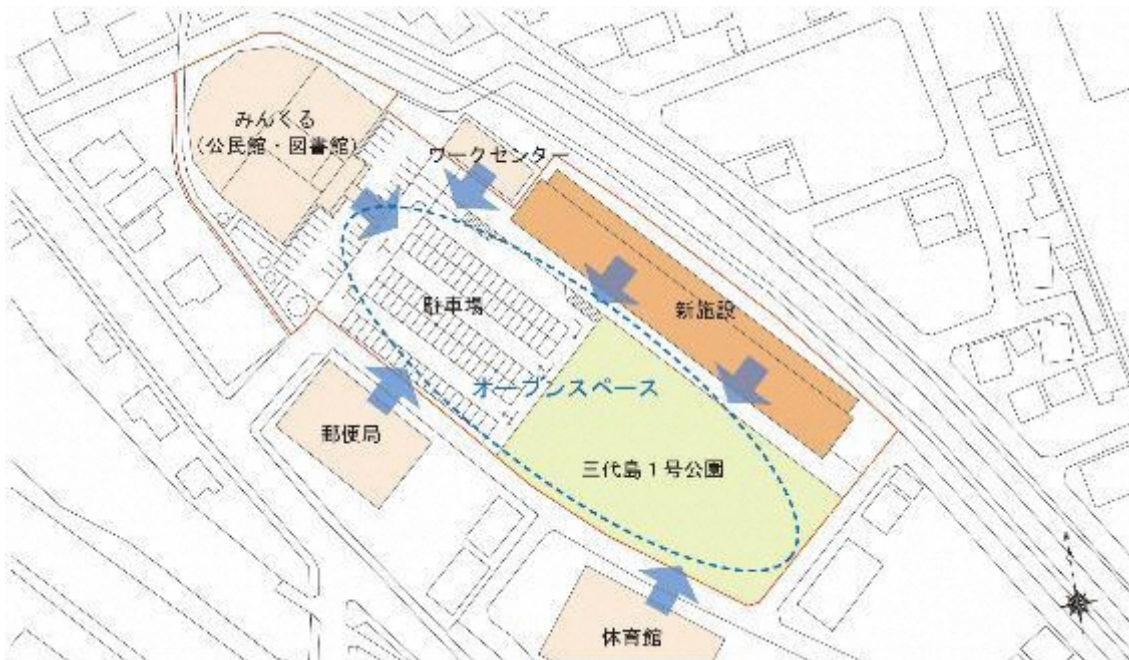 みんくる
(公民館・図書館)
ワークセンター
新施設
駐車場
オープンスペース
郵便局
三代島１号公園
体育館